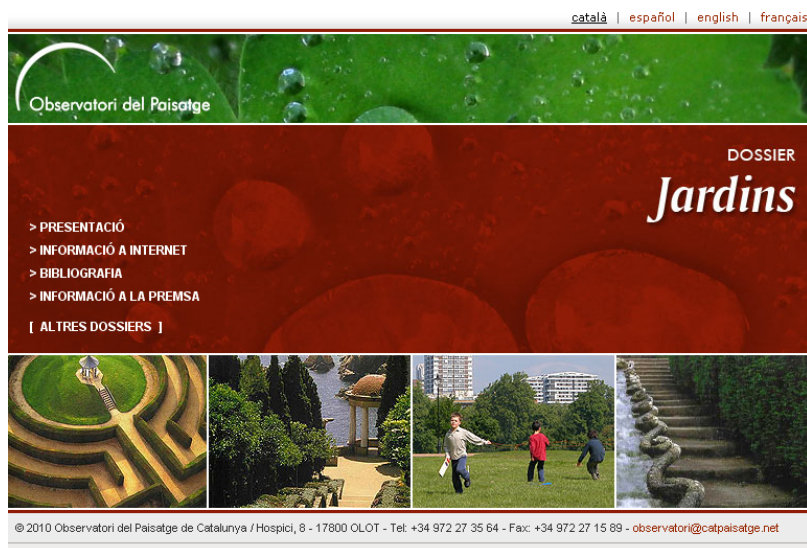 català | español | english | français
Observatori del Paisatge
DOSSIER
Jardins
> PRESENTACIÓ
> INFORMACIÓ A INTERNET
> BIBLIOGRAFIA
> INFORMACIÓ A LA PREMSA
[ ALTRES DOSSIERS ]
© 2010 Observatori del Paisatge de Catalunya / Hospici, 8 - 17800 OLOT - Tel: +34 972 27 35 64 - Fax: +34 972 27 15 89 - observatori@catpaisatge.net